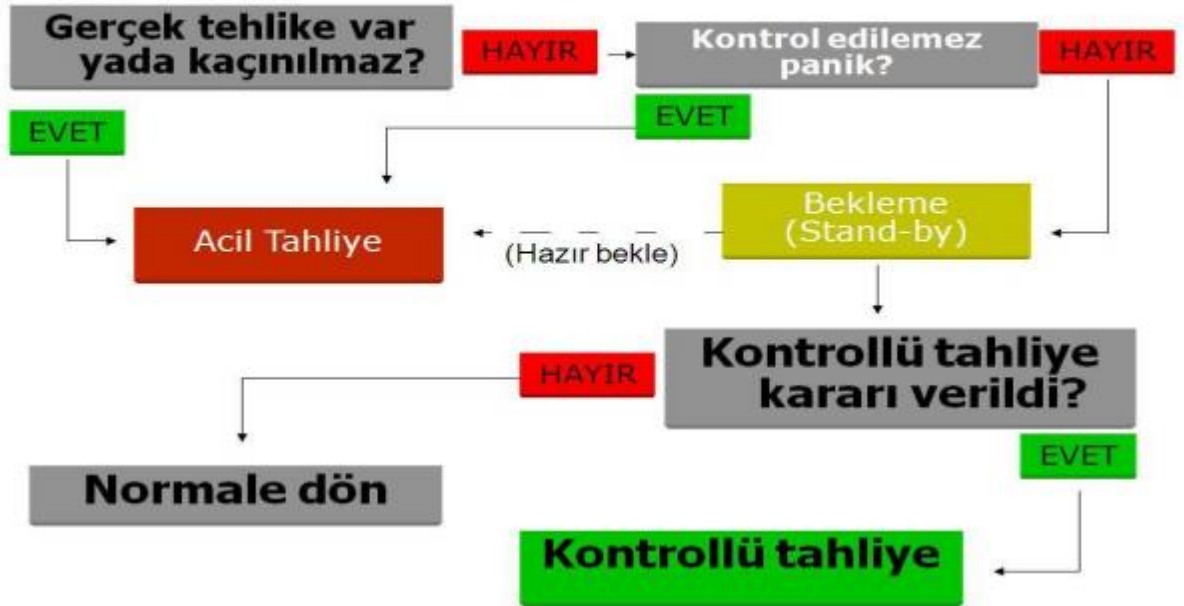 Gerçek tehlike var
yada kaçınılmaz?
HAYIR
Kontrol edilemez
panik?
HAYIR
EVET
EVET
Acil Tahliye
(Hazır bekle)
Bekleme
(Stand-by)
HAYIR
Kontrollü tahliye
kararı verildi?
EVET
Normale dön
Kontrollü tahliye